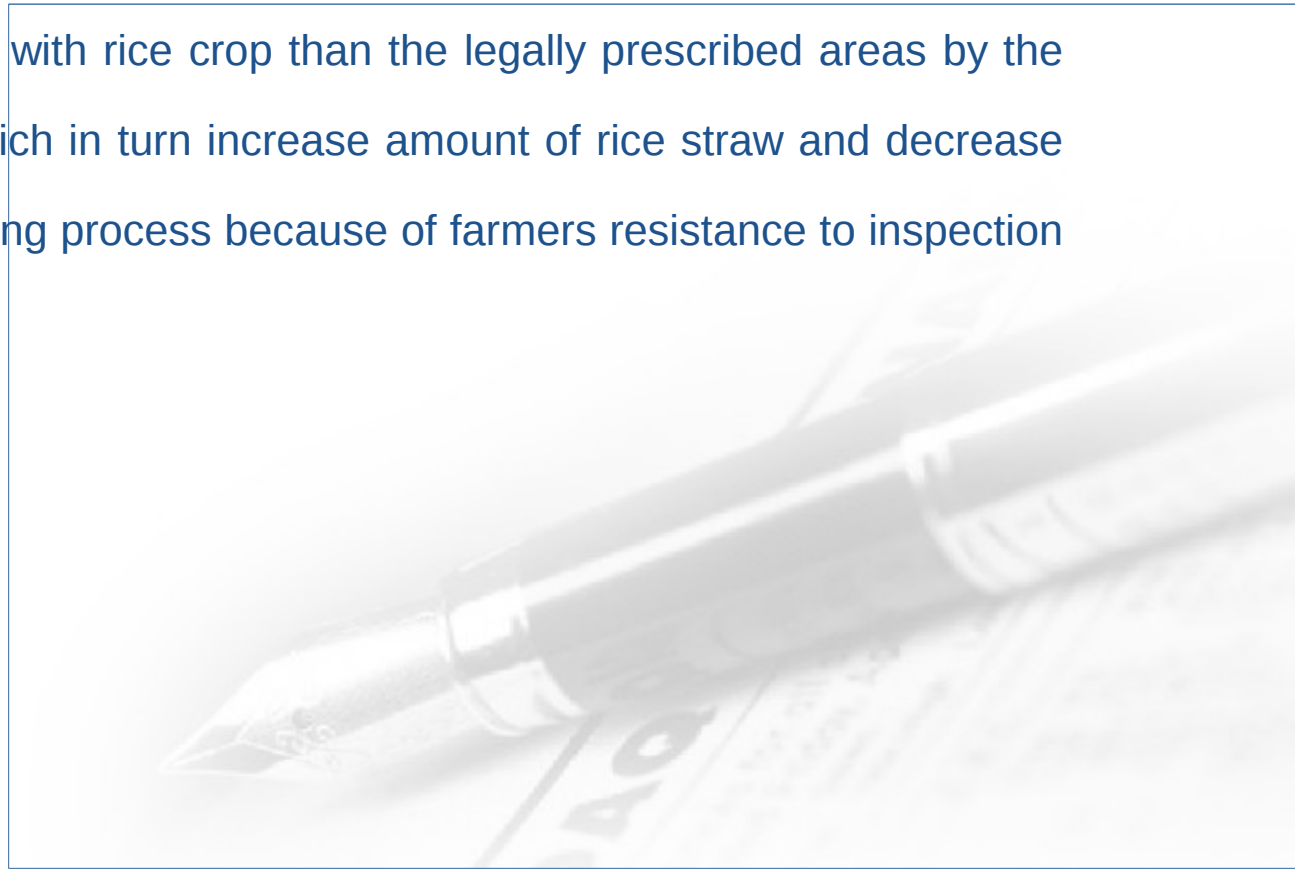 with rice crop than the legally prescribed areas by the
ich in turn increase amount of rice straw and decrease
ng process because of farmers resistance to inspection